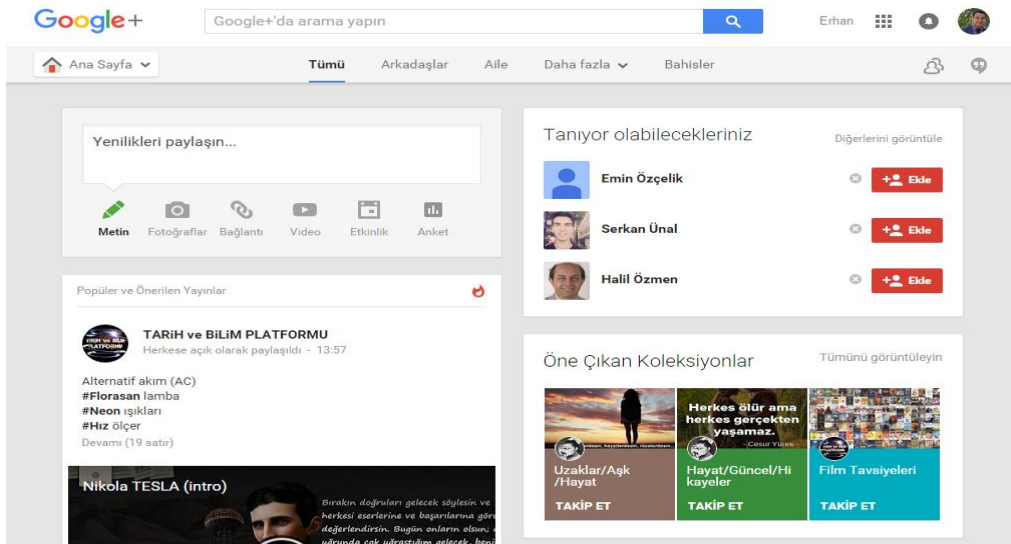 Google+
Google+'da arama yapın
Erhan
Ana Sayfa
Tümü
Arkadaşlar
Aile
Daha fazla
Bahisler
Yenilikleri paylaşın...
Metin
Fotoğraflar
Bağlantı
Video
Etkinlik
Anket
Popüler ve Önerilen Yayınlar
TARiH ve BiLiM PLATFORMU
Herkese açık olarak paylaşıldı - 13:57
Alternatif akım (AC)
#Florasan lamba
#Neon ışıkları
#Hız ölçer
Devamı (19 satır)
Nikola TESLA (intro)
Bırakın doğruları gelecek söylesin ve
herkesi eserlerine ve başarılarına göre
değerlendirsin. Bugün onların olsun;
uğrunda çok uğraştığım gelecek, beni
Tanıyor olabilecekleriniz
Diğerlerini görüntüle
Emin Özçelik
Ekle
Serkan Ünal
Ekle
Halil Özmen
Ekle
Öne Çıkan Koleksiyonlar
Tümünü görüntüleyin
Uzaklar/Aşk
/Hayat
TAKİP ET
Herkes ölür ama
herkes gerçekten
yaşamaz.
- Cesur Yürek -
Hayat/Güncel/Hi
kayeler
TAKİP ET
Film Tavsiyeleri
TAKİP ET